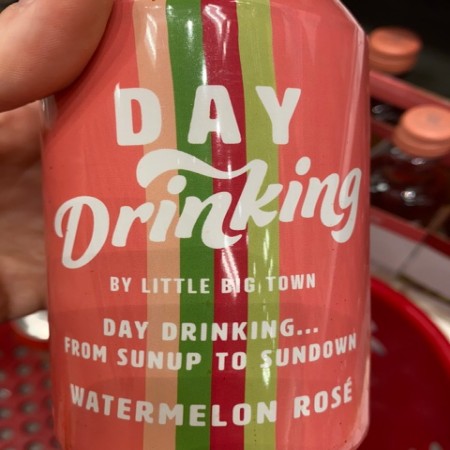 DAY
Drinking
BY LITTLE BIG TOWN
DAY DRINKING...
FROM SUNUP TO SUNDOWN
WATERMELON ROSÉ